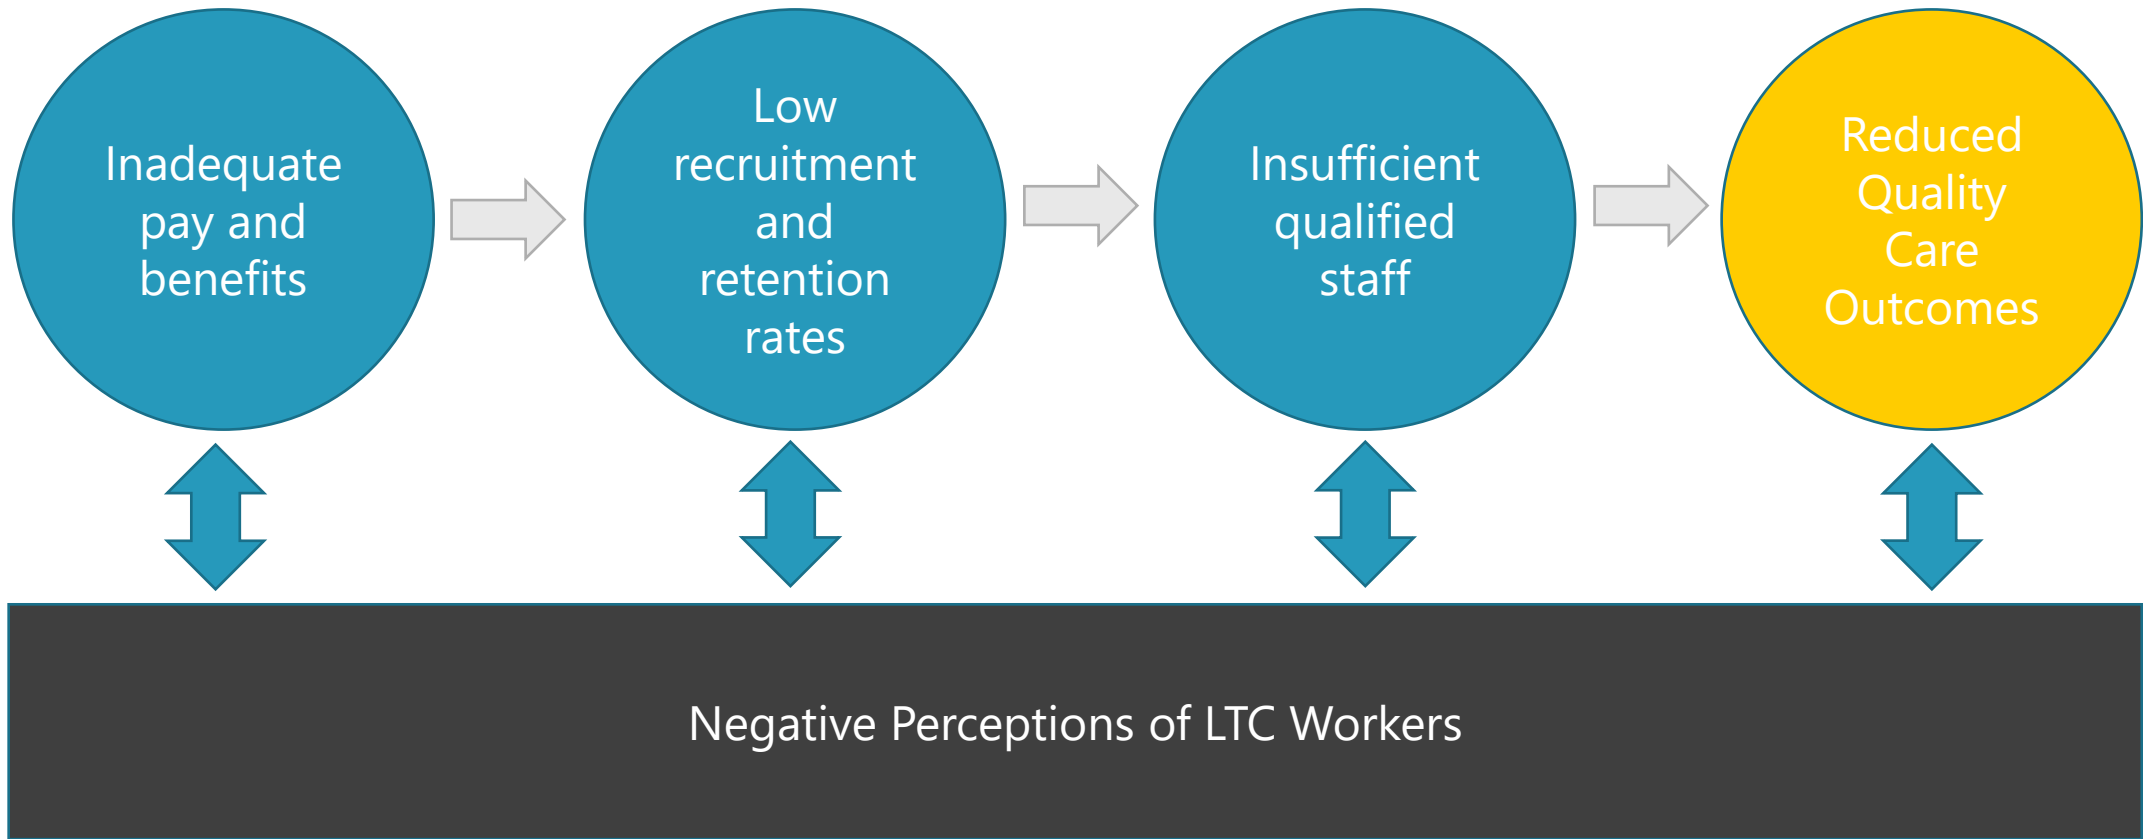 Inadequate
pay and
benefits
Low
recruitment
and
retention
rates
Insufficient
qualified
staff
Reduced
Quality
Care
Outcomes
Negative Perceptions of LTC Workers